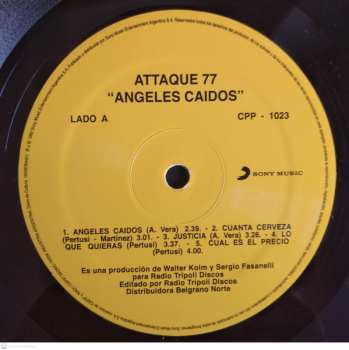 ATTAQUE 77
"ANGELES CAIDOS"
LADO A
CPP - 1023
SONY MUSIC
1. ANGELES CAIDOS (A. Vera) 2.39. - 2. CUANTA CERVEZA
(Pertusi - Martinez) 3.01. - 3. JUSTICIA (A. Vera) 3.26. - 4. LO
QUE QUIERAS (Pertusi) 3.37. - 5. CUAL ES EL PRECIO
(Pertusi) 4.00.
Es una producción de Walter Kolm y Sergio Fasanelli
para Radio Tripoli Discos
Editado por Radio Tripoli Discos
Distribuidora Belgrano Norte